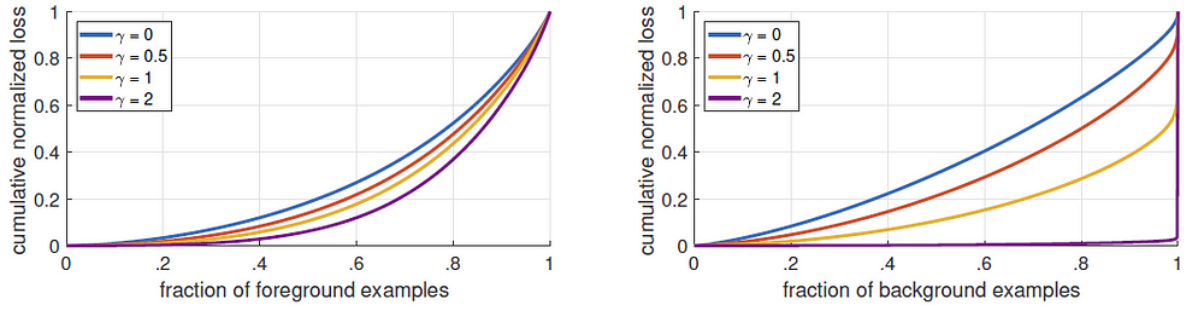 cumulative normalized loss
1
0.8
0.6
0.4
0.2
0
γ = 0
γ = 0.5
γ = 1
γ = 2
0 .2 .4 .6 .8 1
fraction of foreground examples
cumulative normalized loss
1
0.8
0.6
0.4
0.2
0
γ = 0
γ = 0.5
γ = 1
γ = 2
0 .2 .4 .6 .8 1
fraction of background examples